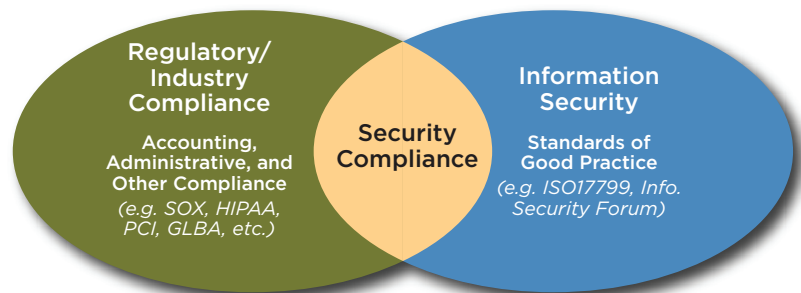 Regulatory/
Industry
Compliance
Accounting,
Administrative, and
Other Compliance
(e.g. SOX, HIPAA,
PCI, GLBA, etc.)
Security
Compliance
Information
Security
Standards of
Good Practice
(e.g. ISO17799, Info.
Security Forum)